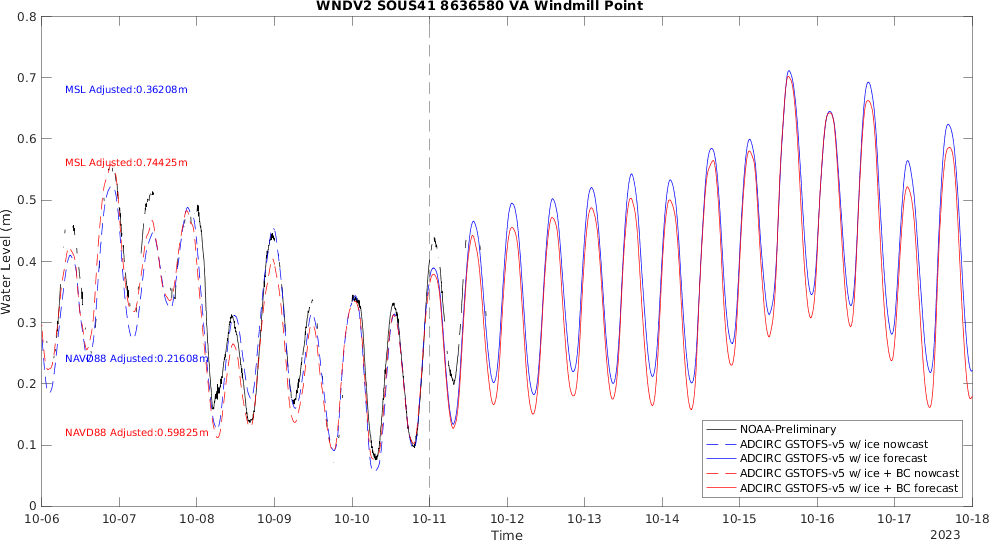 WNDV2 SOUS41 8636580 VA Windmill Point
Water Level (m)
0.8
0.7
0.6
0.5
0.4
0.3
0.2
0.1
0
MSL Adjusted:0.36208m
MSL Adjusted:0.74425m
NAVD88 Adjusted:0.21608m
NAVD88 Adjusted:0.59825m
NOAA-Preliminary
ADCIRC GSTOFS-v5 w/ ice nowcast
ADCIRC GSTOFS-v5 w/ ice forecast
ADCIRC GSTOFS-v5 w/ ice + BC nowcast
ADCIRC GSTOFS-v5 w/ ice + BC forecast
10-06 10-07 10-08 10-09 10-10 10-11 10-12 10-13 10-14 10-15 10-16 10-17 10-18
Time
2023